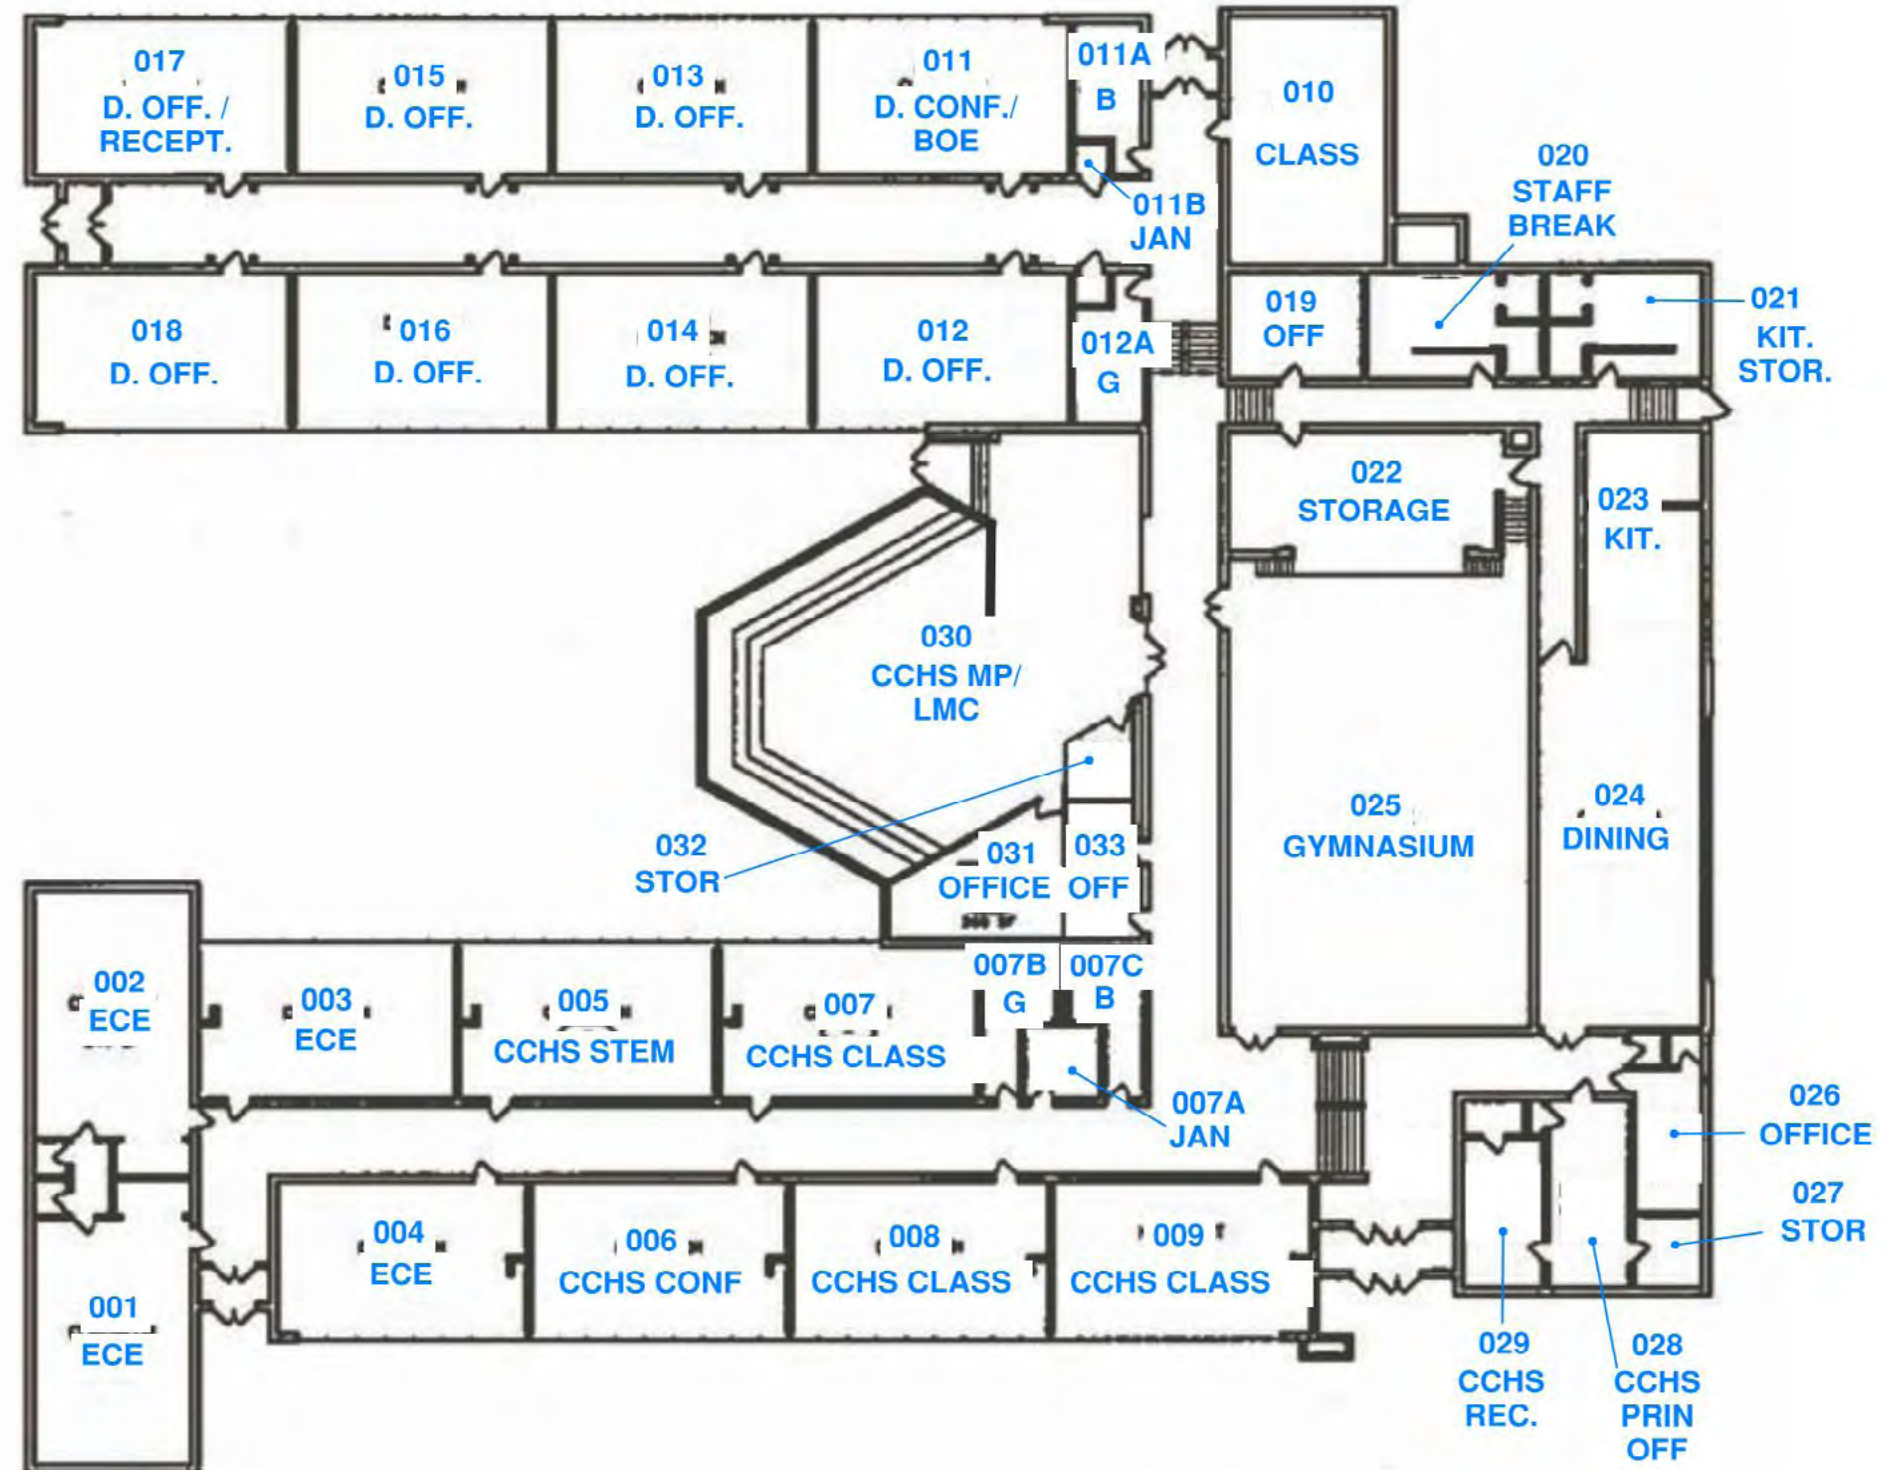 017
D. OFF. /
RECEPT.
015
D. OFF.
013
D. OFF.
011
D. CONF./
BOE
011A
B
010
CLASS
011B
JAN
020
STAFF
BREAK
018
D. OFF.
016
D. OFF.
014
D. OFF.
012
D. OFF.
012A
G
019
OFF
021
KIT.
STOR.
022
STORAGE
023
KIT.
030
CCHS MP/
LMC
025
GYMNASIUM
024
DINING
032
STOR
031
OFFICE
033
OFF
002
ECE
003
ECE
005
CCHS STEM
007
CCHS CLASS
007B
G
007C
B
007A
JAN
026
OFFICE
027
STOR
001
ECE
004
ECE
006
CCHS CONF
008
CCHS CLASS
009
CCHS CLASS
029
CCHS
REC.
028
CCHS
PRIN
OFF